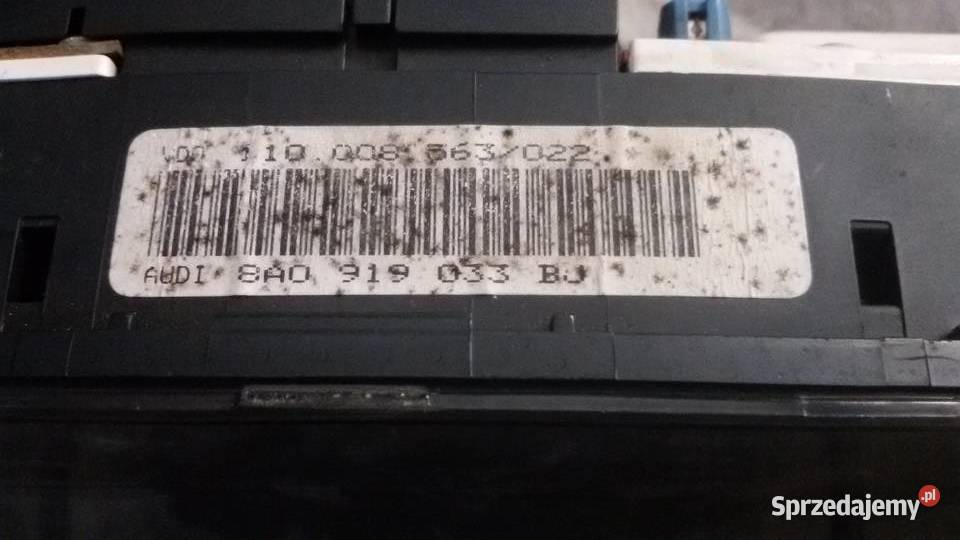 VDO 110.008.563/022
AUDI 8A0 919 033 BJ
Sprzedajemy.pl